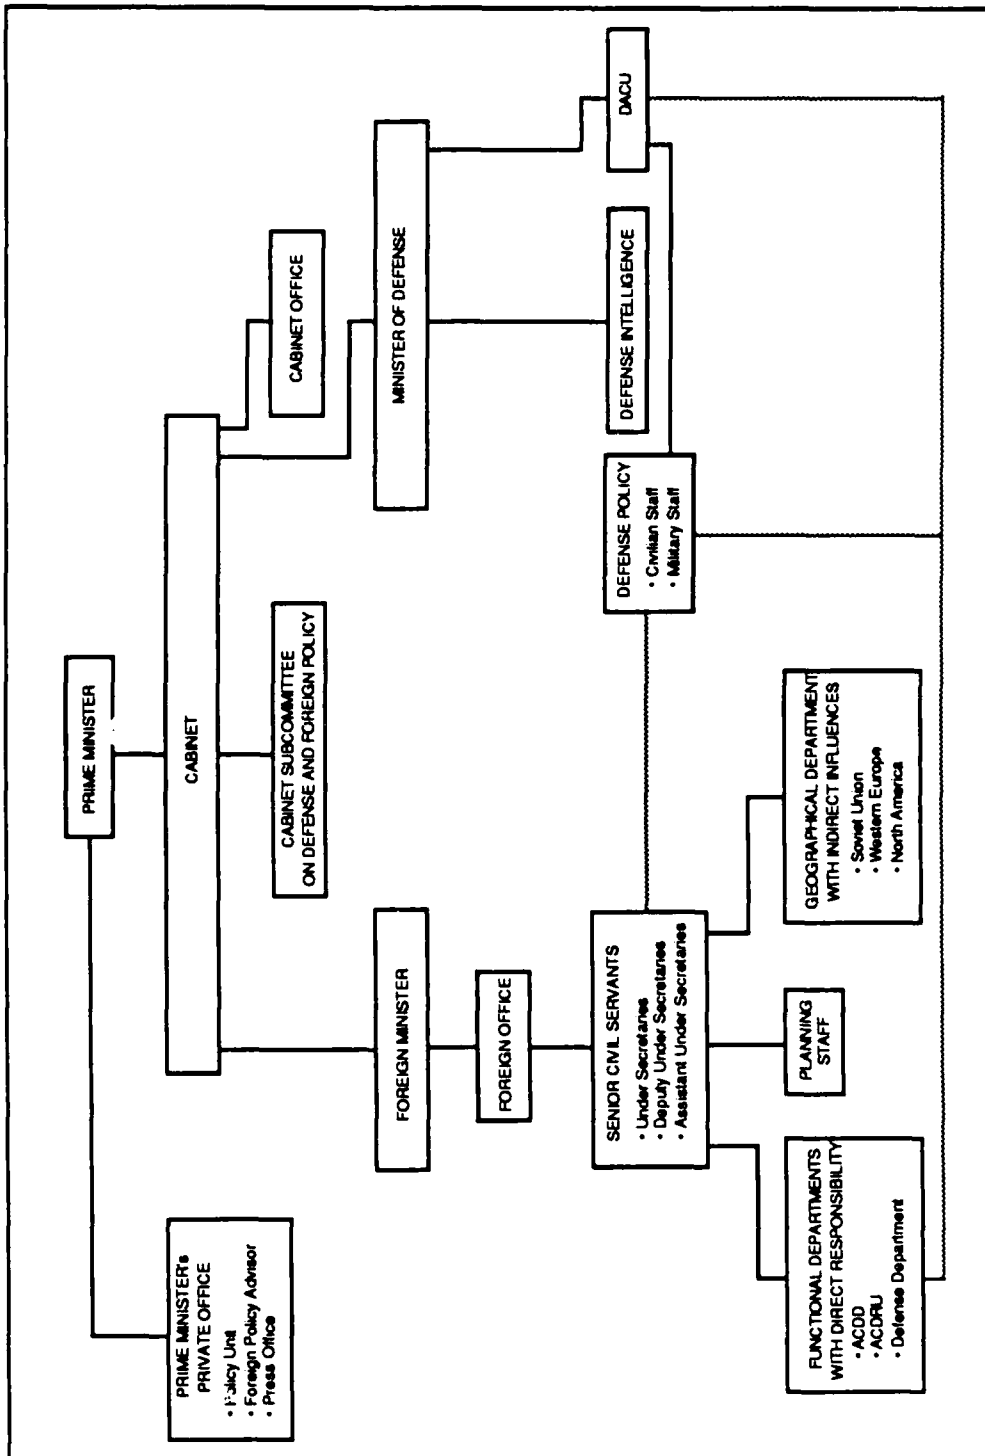 PRIME MINISTER
PRIME MINISTER's
PRIVATE OFFICE
• Policy Unit
• Foreign Policy Advisor
• Press Office
CABINET
CABINET SUBCOMMITTEE
ON DEFENSE AND FOREIGN POLICY
CABINET OFFICE
FOREIGN MINISTER
MINISTER OF DEFENSE
FOREIGN OFFICE
SENIOR CIVIL SERVANTS
• Under Secretaries
• Deputy Under Secretaries
• Assistant Under Secretaries
DEFENSE POLICY
• Civilian Staff
• Military Staff
DEFENSE INTELLIGENCE
DACU
FUNCTIONAL DEPARTMENTS
WITH DIRECT RESPONSIBILITY
• ACDD
• ACDRU
• Defense Department
PLANNING
STAFF
GEOGRAPHICAL DEPARTMENT
WITH INDIRECT INFLUENCES
• Soviet Union
• Western Europe
• North America